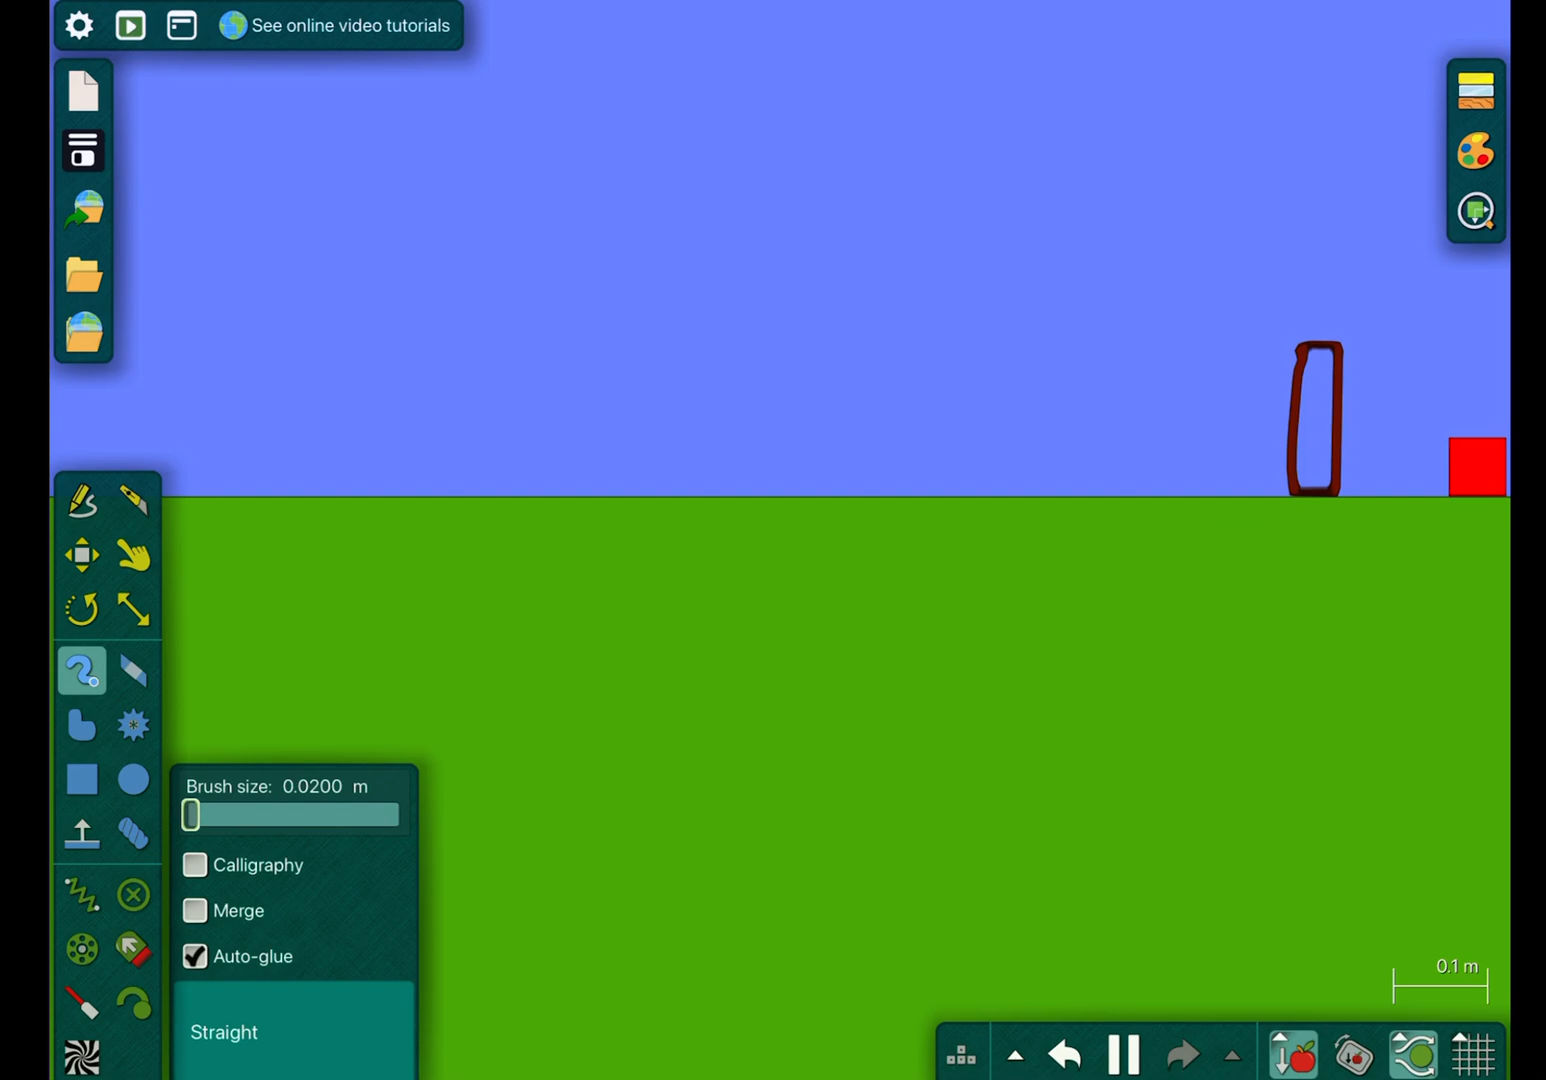 See online video tutorials
Brush size: 0.0200 m
Calligraphy
Merge
Auto-glue
Straight
0.1 m